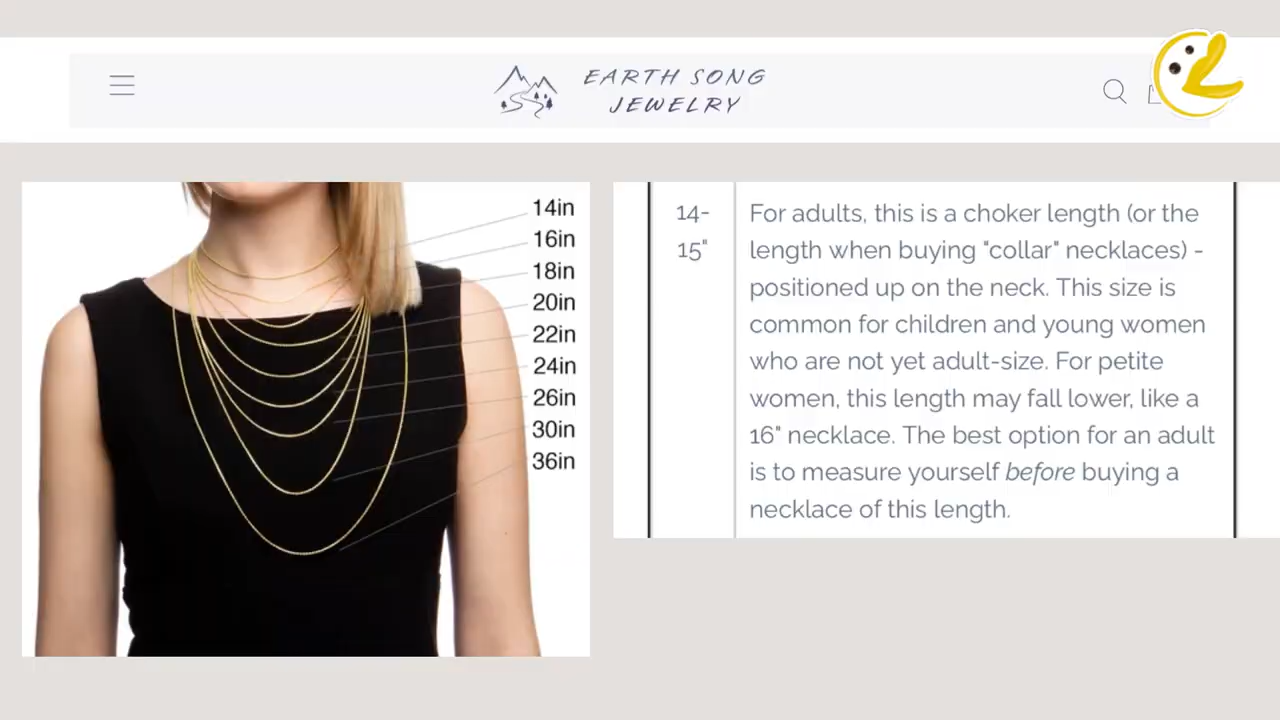 EARTH SONG
JEWELRY
14in
16in
18in
20in
22in
24in
26in
30in
36in
14-
15"
For adults, this is a choker length (or the
length when buying "collar" necklaces) -
positioned up on the neck. This size is
common for children and young women
who are not yet adult-size. For petite
women, this length may fall lower, like a
16" necklace. The best option for an adult
is to measure yourself before buying a
necklace of this length.